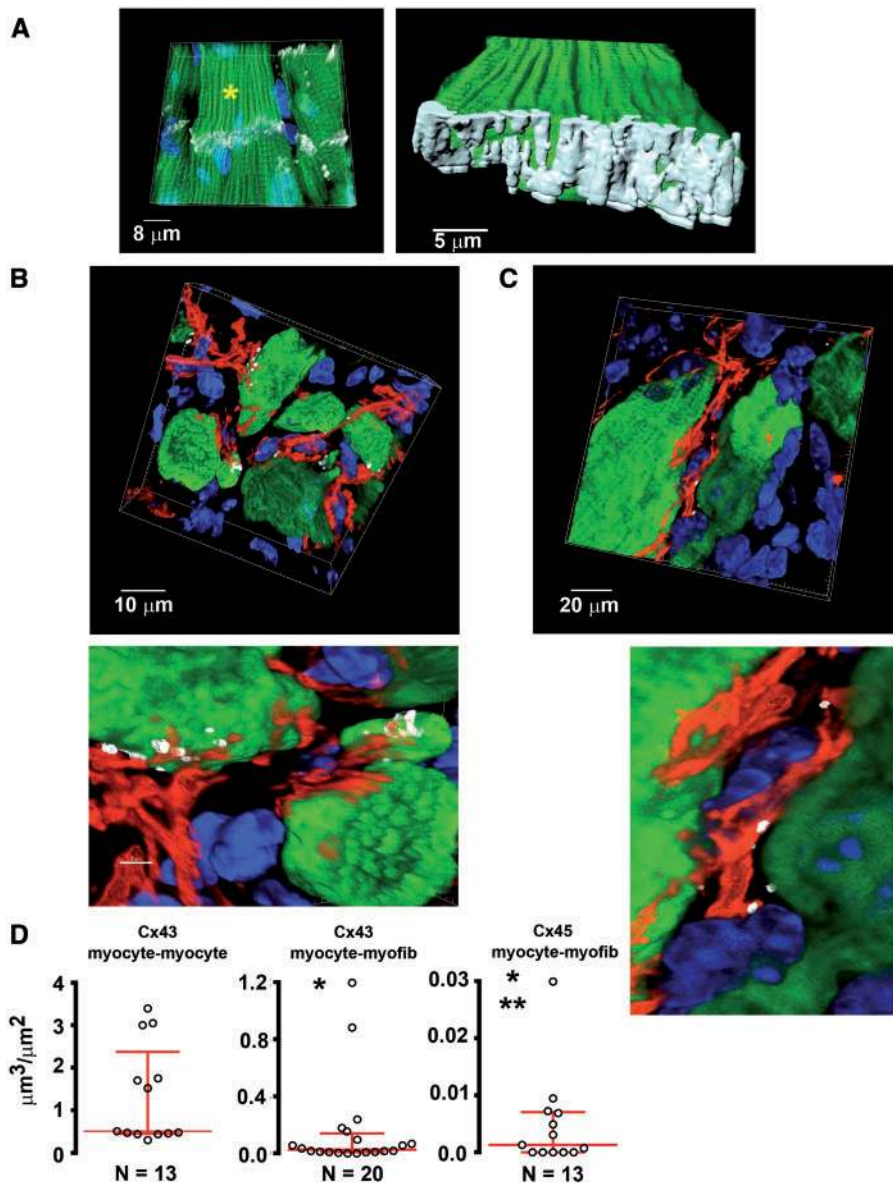 A
*
8 μm
5 μm
B
C
10 μm
20 μm
D
Cx43
myocyte-myocyte
Cx43
myocyte-myofib
Cx45
myocyte-myofib
μm³/μm²
4
3
2
1
0
1.2
0.8
0.4
0.0
*
0.03
0.01
0.0
*
**
N = 13
N = 20
N = 13